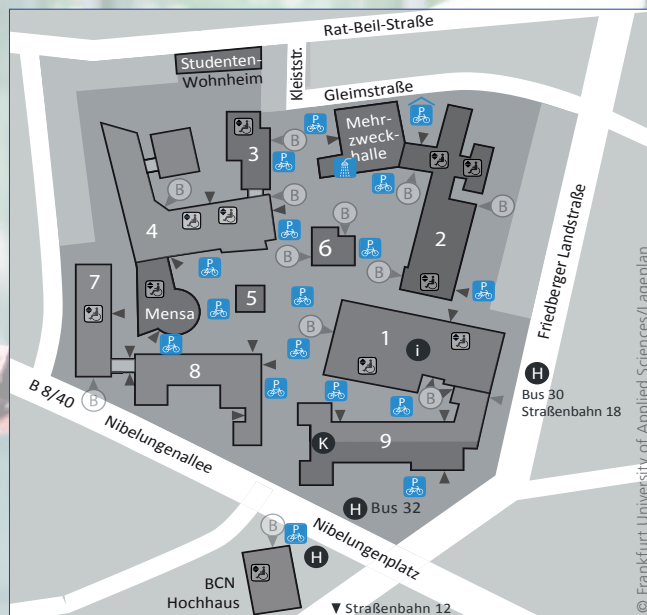 Rat-Beil-Straße
Studenten-
Wohnheim
Kleiststr.
Gleimstraße
P
P
Mehr-
zweck-
halle
3
B
P
P
B
B
B
B
4
P
B
6
2
B
P
B
B
7
P
P
P
P
5
Mensa
P
1
i
B
P
P
8
P
P
B
K
9
P
B
B 8/40
Nibelungenallee
Friedberger Landstraße
H
Bus 30
Straßenbahn 18
H Bus 32
Nibelungenplatz
B
P
H
BCN
Hochhaus
Straßenbahn 12
© Frankfurt University of Applied Sciences/Lageplan